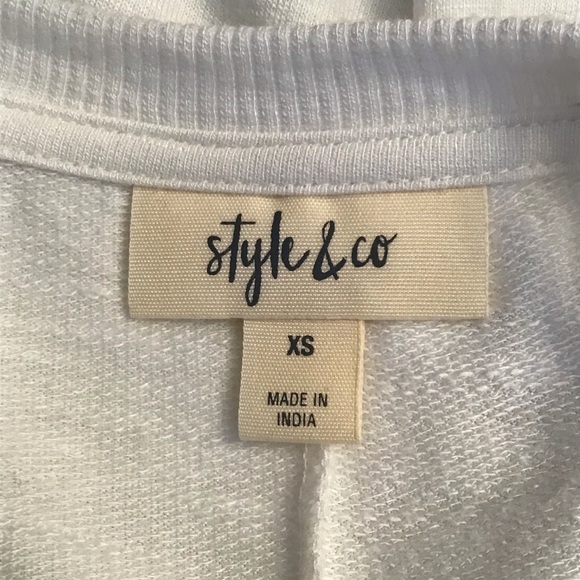 style & co
XS
MADE IN
INDIA